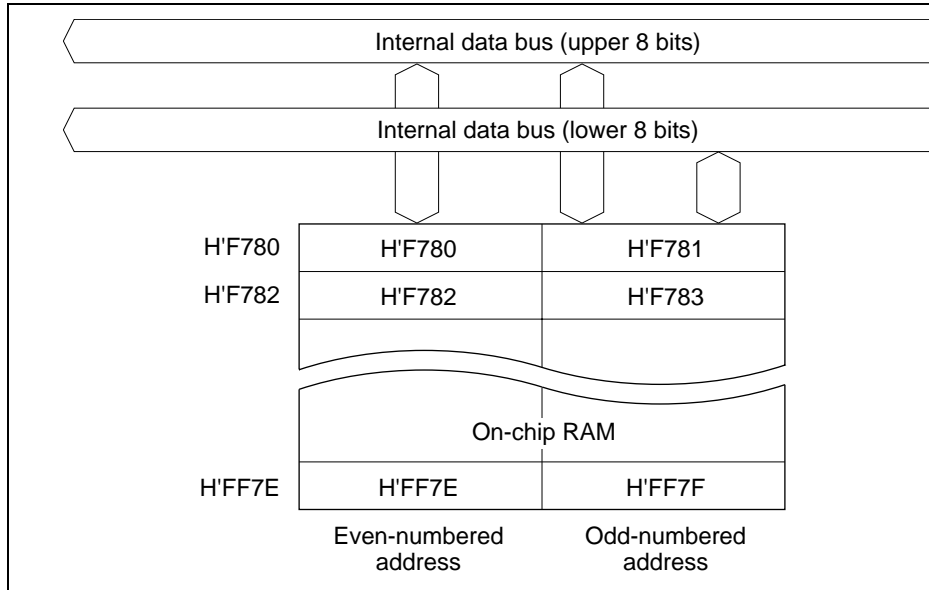 Internal data bus (upper 8 bits)
Internal data bus (lower 8 bits)
H'F780 H'F780 H'F781
H'F782 H'F782 H'F783
On-chip RAM
H'FF7E H'FF7E H'FF7F
Even-numbered address
Odd-numbered address